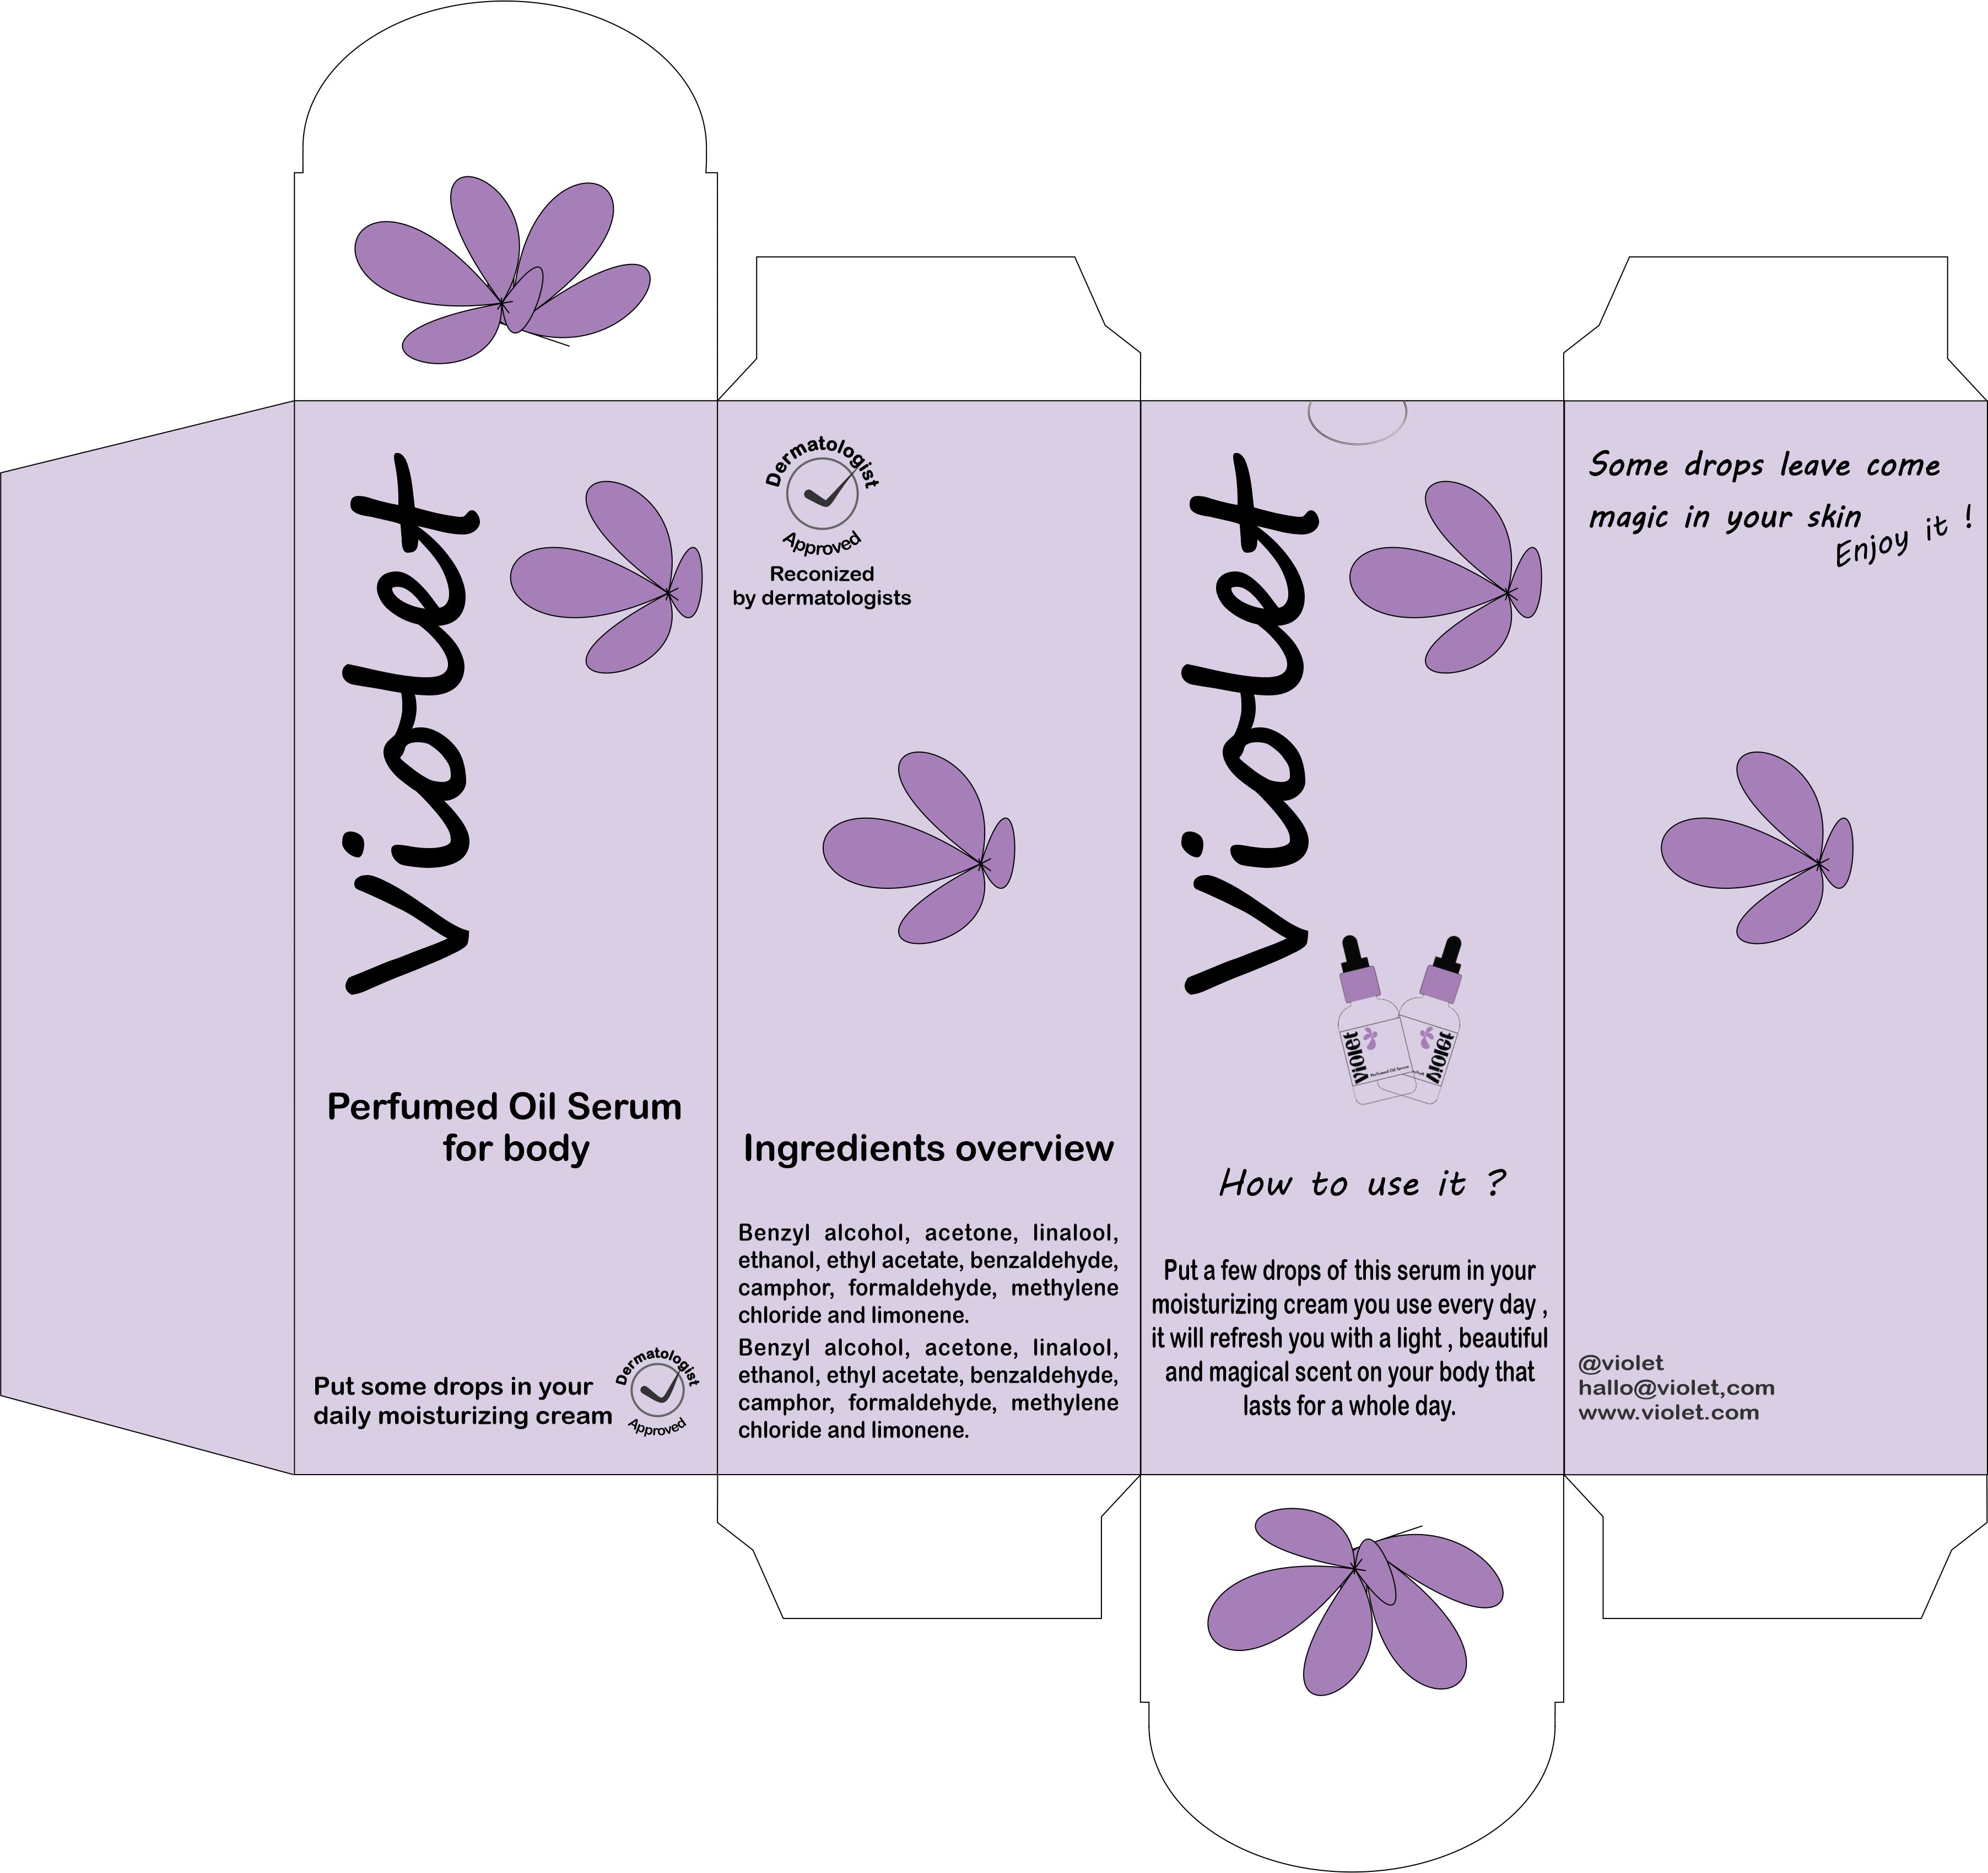 Violet
Perfumed Oil Serum
for body
Put some drops in your
daily moisturizing cream
Dermatologist
Approved
Dermatologist
Approved
Reconized
by dermatologists
Ingredients overview
Benzyl alcohol, acetone, linalool,
ethanol, ethyl acetate, benzaldehyde,
camphor, formaldehyde, methylene
chloride and limonene.
Benzyl alcohol, acetone, linalool,
ethanol, ethyl acetate, benzaldehyde,
camphor, formaldehyde, methylene
chloride and limonene.
Violet
Violet
Perfumed Oil Serum
Violet
How to use it ?
Put a few drops of this serum in your
moisturizing cream you use every day ,
it will refresh you with a light , beautiful
and magical scent on your body that
lasts for a whole day.
Some drops leave come
magic in your skin
Enjoy it !
@violet
hallo@violet,com
www.violet.com